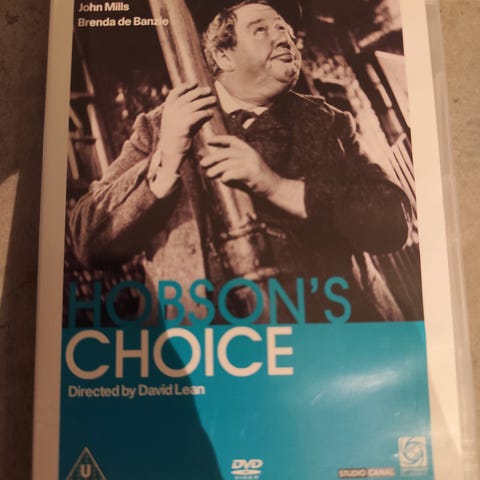 John Mills
Brenda de Banzie
HOBSON'S
CHOICE
Directed by David Lean
U
DVD
VIDEO
STUDIO CANAL